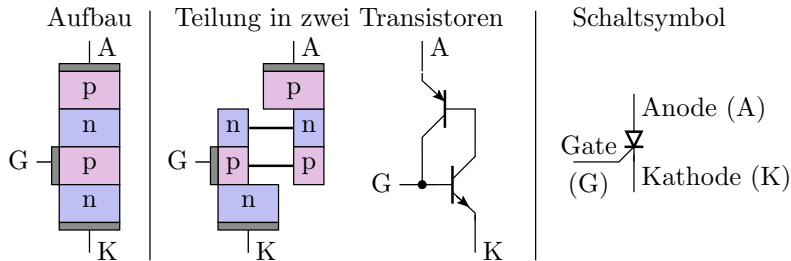 Aufbau
Teilung in zwei Transistoren
Schaltsymbol
A
p
n
G
p
n
K
A
p
n
n
G
p
p
n
K
A
G
K
Anode (A)
Gate
(G)
Kathode (K)